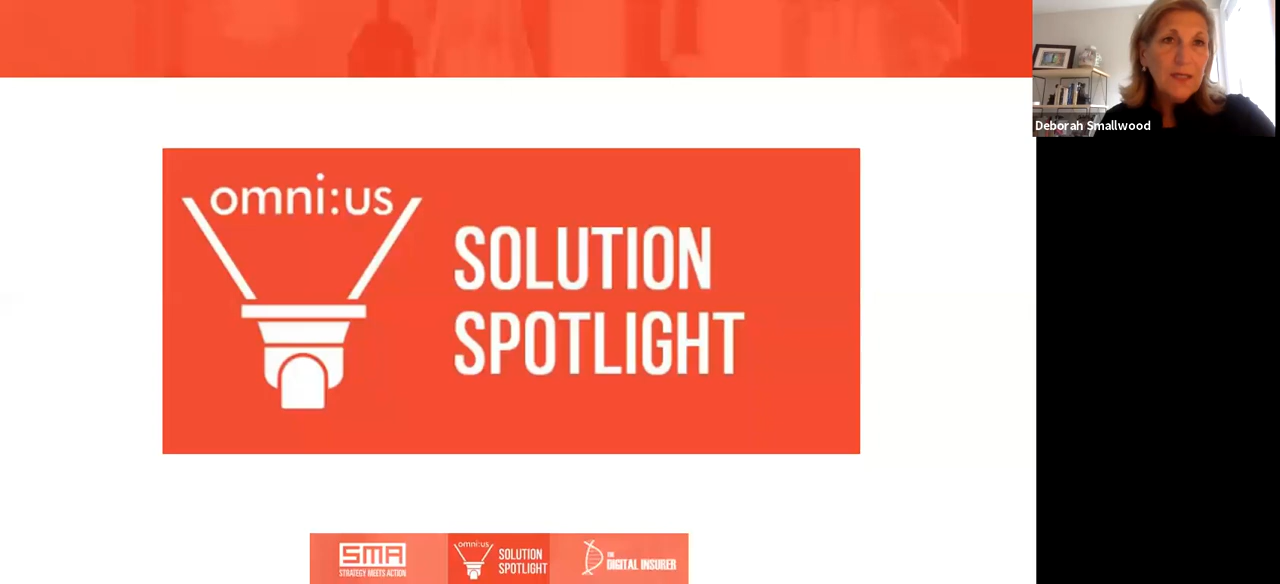 Deborah Smallwood
omni:us
SOLUTION
SPOTLIGHT
SMA
STRATEGY MEETS ACTION
omni:us
SOLUTION
SPOTLIGHT
THE
DIGITAL INSURER